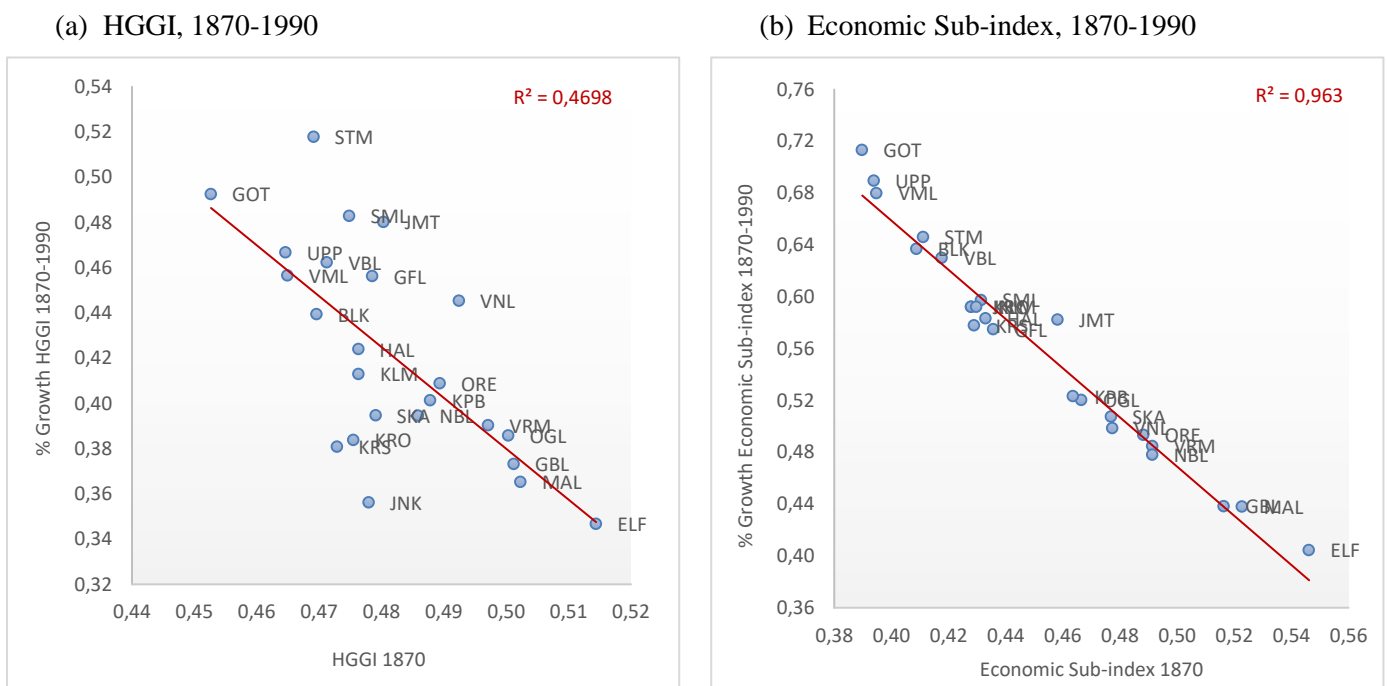 (a) HGGI, 1870-1990
R² = 0,4698
% Growth HGGI 1870-1990
0,54
0,52
0,50
0,48
0,46
0,44
0,42
0,40
0,38
0,36
0,34
0,32
STM
GOT
SML
JMT
UPP
VBL
VML
GFL
VNL
BLK
HAL
KLM
ORE
KPB
SKA
NBL
VRM
OGL
KRO
KRS
GBL
MAL
JNK
ELF
0,44 0,45 0,46 0,47 0,48 0,49 0,50 0,51 0,52
HGGI 1870
(b) Economic Sub-index, 1870-1990
R² = 0,963
% Growth Economic Sub-index 1870-1990
0,76
0,72
0,68
0,64
0,60
0,56
0,52
0,48
0,44
0,40
0,36
GOT
UPP
VML
STM
BLK
VBL
SML
HAL
JMT
KRS
GFL
KPB
OGL
SKA
VNL
ORE
VRM
NBL
GBL
MAL
ELF
0,38 0,40 0,42 0,44 0,46 0,48 0,50 0,52 0,54 0,56
Economic Sub-index 1870